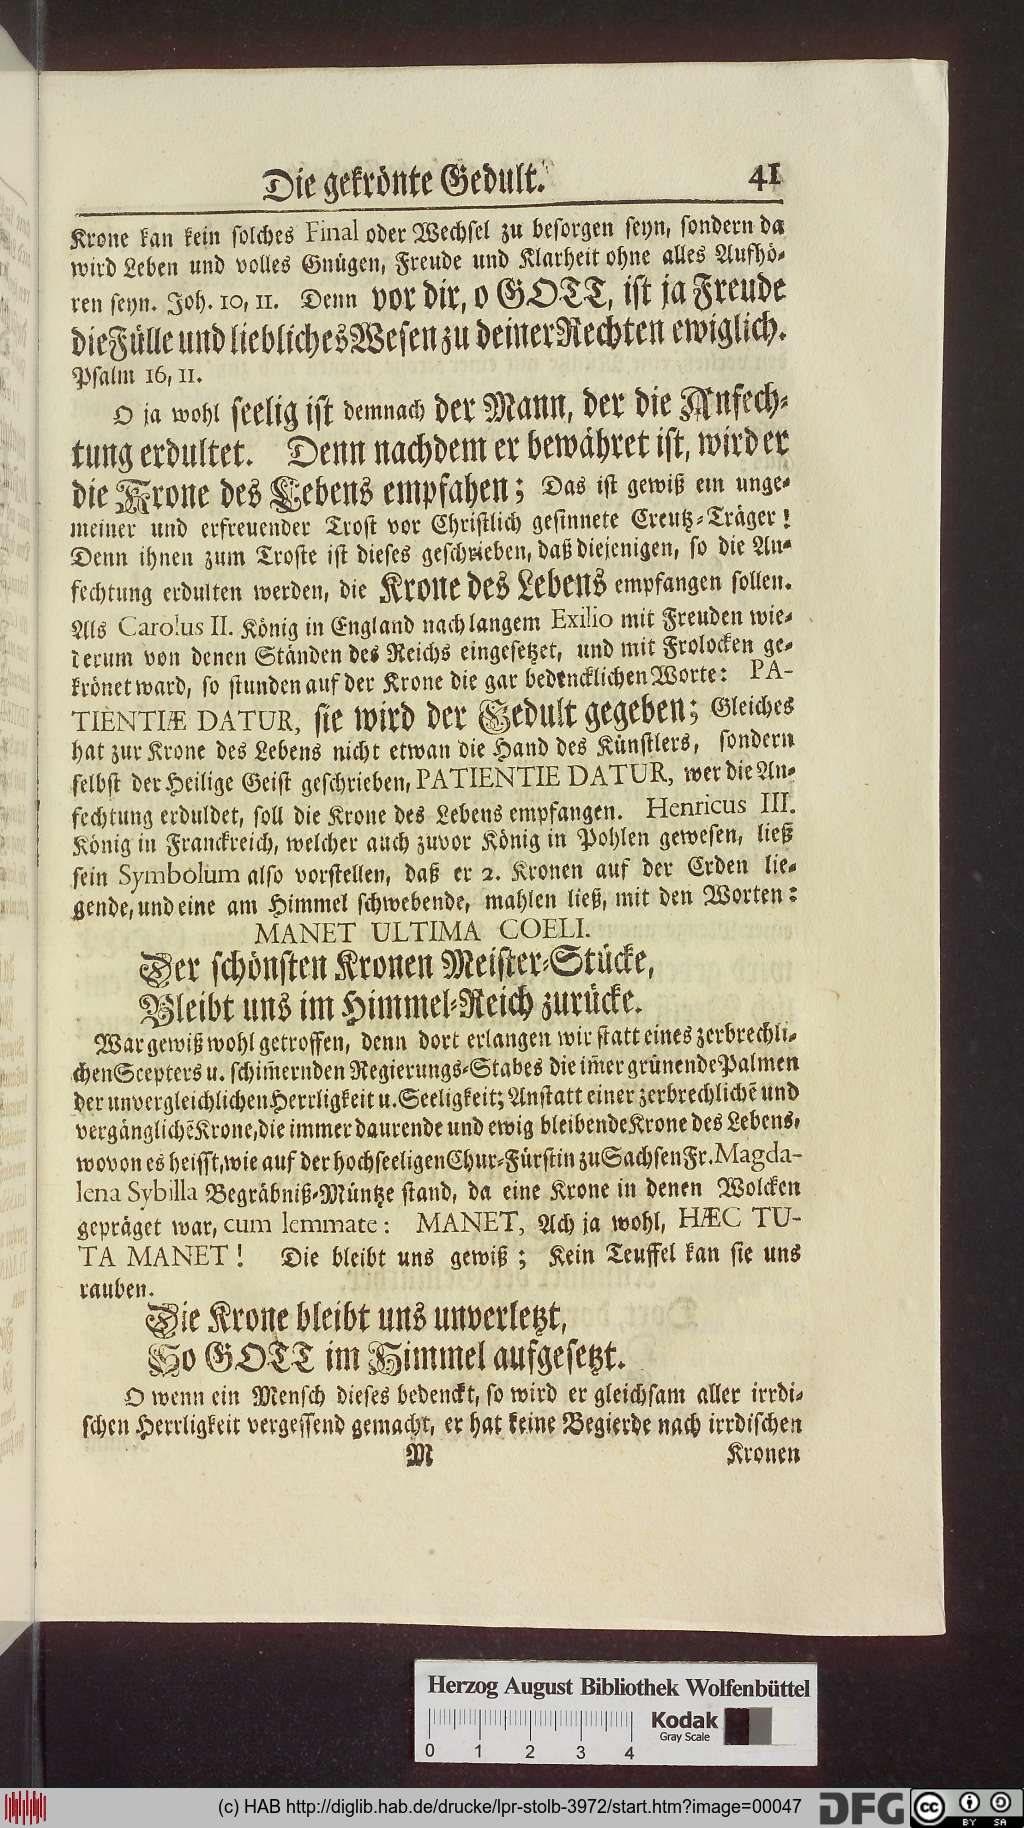 Die gekrönte Gedult. 41
Krone kan kein solches Final oder Wechsel zu besorgen seyn, sondern da
wird Leben und volles Gnügen, Freude und Klarheit ohne alles Aufhö-
ren seyn. Joh. 10, 11. Denn vor dir, o GOTT, ist ja Freude
die Fülle und liebliches Wesen zu deiner Rechten ewiglich.
Psalm 16, 11.
O ja wohl seelig ist demnach der Mann, der die Anfech-
tung erdultet. Denn nachdem er bewähret ist, wird er
die Krone des Lebens empfahen; Das ist gewiß ein unge-
meiner und erfreuender Trost vor Christlich gesinnete Creutz-Träger!
Denn ihnen zum Troste ist dieses geschrieben, daß diejenigen, so die An-
fechtung erdulten werden, die Krone des Lebens empfangen sollen.
Als Carolus II. König in England nach langem Exilio mit Freuden wie-
derum von denen Ständen des Reichs eingesetzet, und mit Frolocken ge-
krönet ward, so stunden auf der Krone die gar bedencklichen Worte: PA-
TIENTIÆ DATUR, sie wird der Gedult gegeben; Gleiches
hat zur Krone des Lebens nicht etwan die Hand des Künstlers, sondern
selbst der Heilige Geist geschrieben, PATIENTIE DATUR, wer die An-
fechtung erduldet, soll die Krone des Lebens empfangen. Henricus III.
König in Franckreich, welcher auch zuvor König in Pohlen gewesen, ließ
sein Symbolum also vorstellen, daß er 2. Kronen auf der Erden lie-
gende, und eine am Himmel schwebende, mahlen ließ, mit den Worten:
MANET ULTIMA COELI.
Der schönsten Kronen Meister-Stücke,
Bleibt uns im Himmel-Reich zurücke.
War gewiß wohl getroffen, denn dort erlangen wir statt eines zerbrechli-
chen Scepters u. schim̃ernden Regierungs-Stabes die im̃er grünende Palmen
der unvergleichlichen Herrligkeit u. Seeligkeit; Anstatt einer zerbrechlichẽ und
vergänglichẽ Krone, die immer daurende und ewig bleibende Krone des Lebens,
wovon es heisst, wie auf der hochseeligen Chur-Fürstin zu Sachsen Fr. Magda-
lena Sybilla Begräbniß-Müntze stand, da eine Krone in denen Wolcken
gepräget war, cum lemmate: MANET, Ach ja wohl, HÆC TU-
TA MANET! Die bleibt uns gewiß; Kein Teuffel kan sie uns
rauben.
Die Krone bleibt uns unverletzt,
So GOTT im Himmel aufgesetzt.
O wenn ein Mensch dieses bedenckt, so wird er gleichsam aller irrdi-
schen Herrligkeit vergessend gemacht, er hat keine Begierde nach irrdischen
M Kronen
Herzog August Bibliothek Wolfenbüttel
Kodak
Gray Scale
0 1 2 3 4
(c) HAB http://diglib.hab.de/drucke/lpr-stolb-3972/start.htm?image=00047
DFG cc BY SA